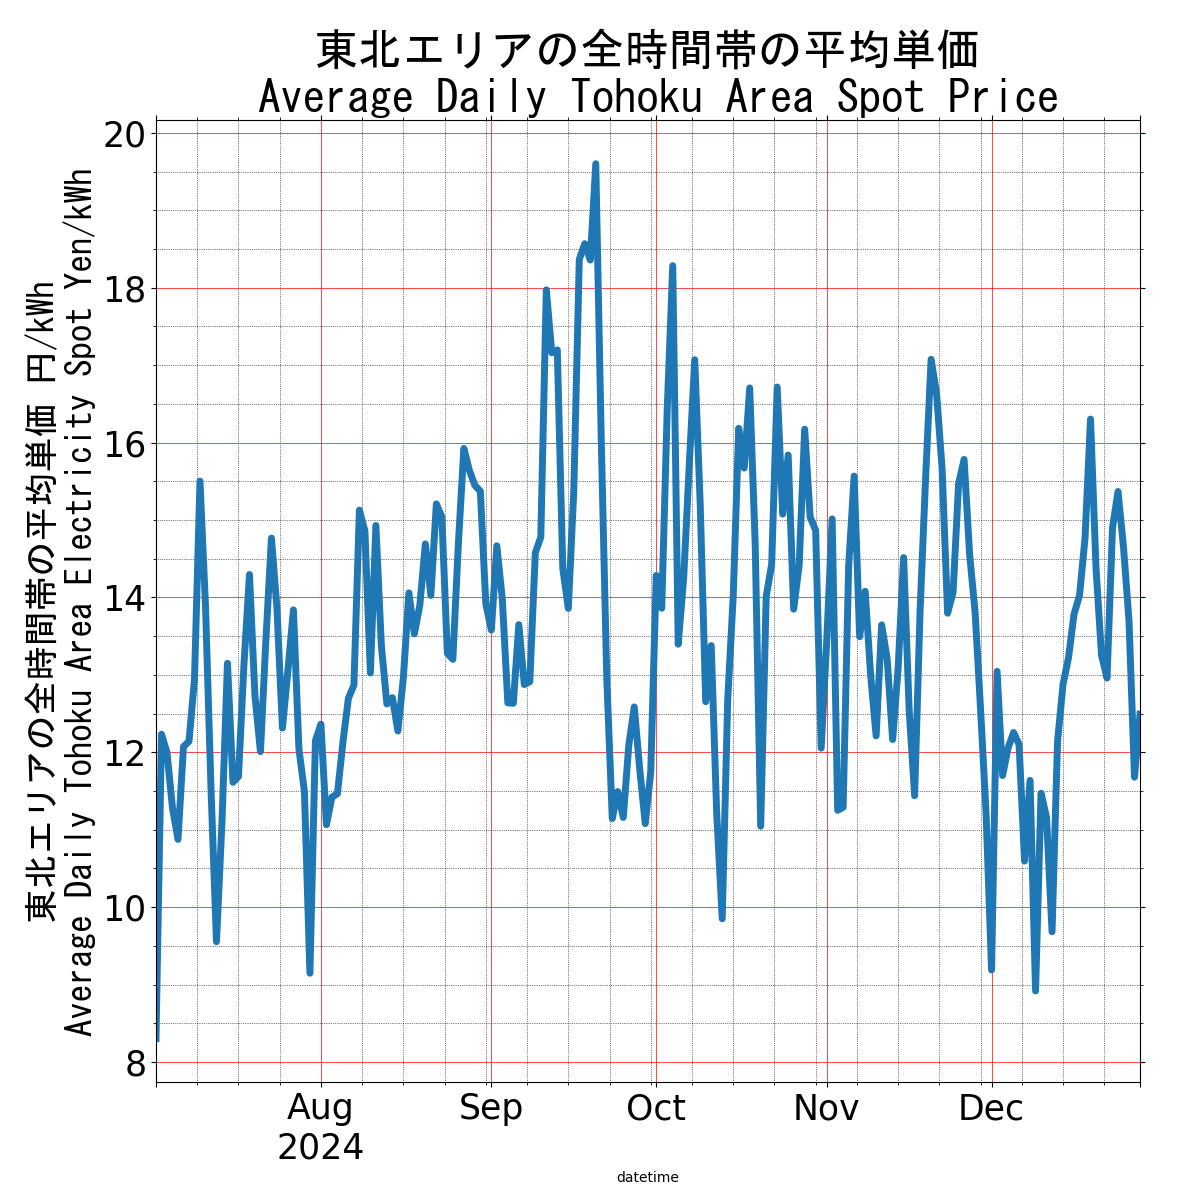 東北エリアの全時間帯の平均単価
Average Daily Tohoku Area Spot Price
東北エリアの全時間帯の平均単価 円/kWh
Average Daily Tohoku Area Electricity Spot Yen/kWh
20
18
16
14
12
10
8
Aug
2024
Sep
Oct
Nov
Dec
datetime